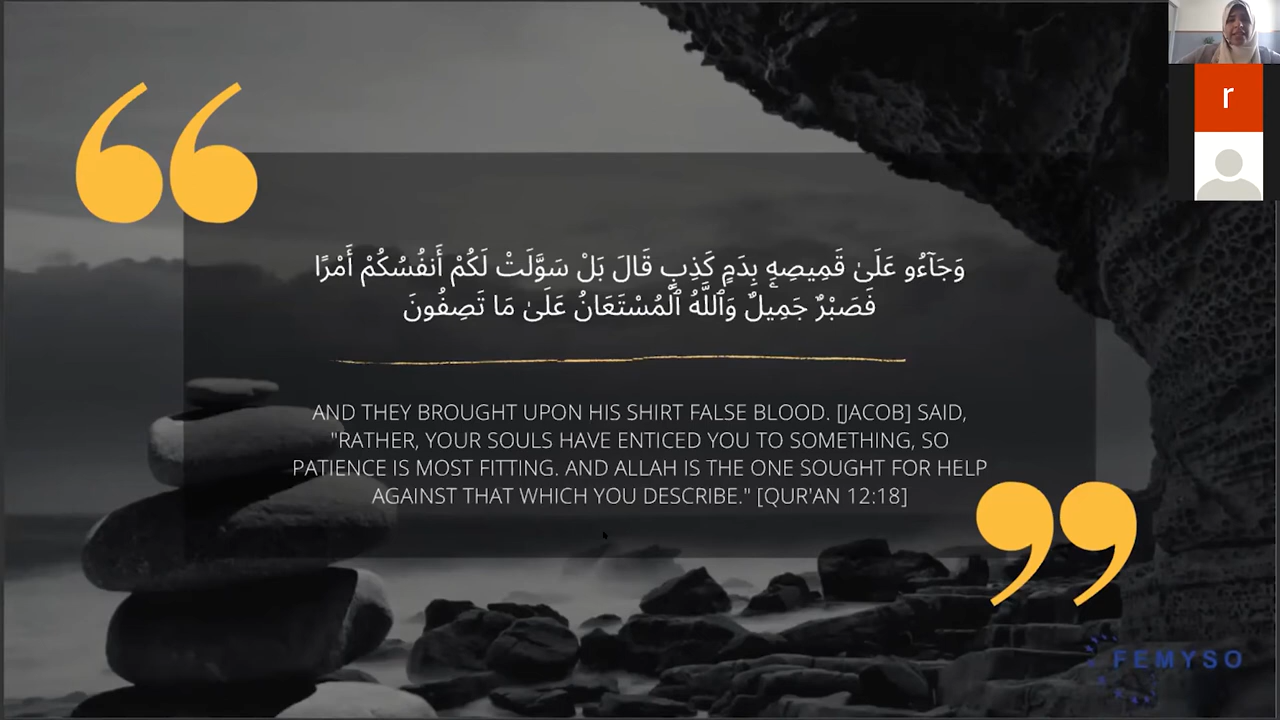 وَجَآءُو عَلَىٰ قَمِيصِهِۦ بِدَمٍ كَذِبٍ قَالَ بَلْ سَوَّلَتْ لَكُمْ أَنفُسُكُمْ أَمْرًا
فَصَبْرٌ جَمِيلٌ وَٱللَّهُ ٱلْمُسْتَعَانُ عَلَىٰ مَا تَصِفُونَ
AND THEY BROUGHT UPON HIS SHIRT FALSE BLOOD. [JACOB] SAID,
"RATHER, YOUR SOULS HAVE ENTICED YOU TO SOMETHING, SO
PATIENCE IS MOST FITTING. AND ALLAH IS THE ONE SOUGHT FOR HELP
AGAINST THAT WHICH YOU DESCRIBE." [QUR'AN 12:18]
r
FEMYSO